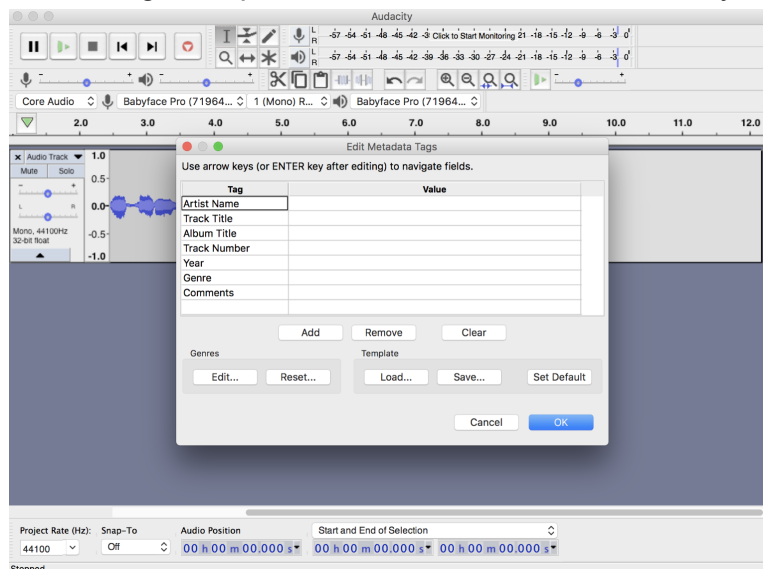 Audacity
L
R
-57 -54 -51 -48 -45 -42 -3 Click to Start Monitoring 21 -18 -15 -12 -9 -6 -3 0
L
R
-57 -54 -51 -48 -45 -42 -39 -36 -33 -30 -27 -24 -21 -18 -15 -12 -9 -6 -3 0
- + - +
- +
Core Audio Babyface Pro (71964... 1 (Mono) R... Babyface Pro (71964...
2.0 3.0 4.0 5.0 6.0 7.0 8.0 9.0 10.0 11.0 12.0
Edit Metadata Tags
x Audio Track 1.0
Mute Solo
0.5
- +
L R 0.0
Mono, 44100Hz
32-bit float
-0.5
-1.0
Use arrow keys (or ENTER key after editing) to navigate fields.
Tag Value
Artist Name
Track Title
Album Title
Track Number
Year
Genre
Comments
Add Remove Clear
Genres Template
Edit... Reset... Load... Save... Set Default
Cancel OK
Project Rate (Hz): Snap-To Audio Position Start and End of Selection
44100 Off 00 h 00 m 00.000 s 00 h 00 m 00.000 s 00 h 00 m 00.000 s